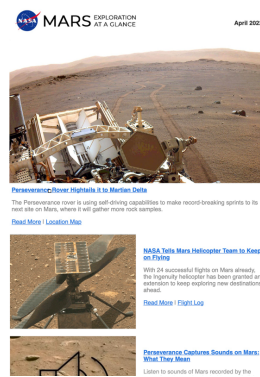 NASA
MARS EXPLORATION
AT A GLANCE
April 202
Perseverance Rover Hightails it to Martian Delta
The Perseverance rover is using self-driving capabilities to make record-breaking sprints to its
next site on Mars, where it will gather more rock samples.
Read More | Location Map
NASA Tells Mars Helicopter Team to Keep
on Flying
With 24 successful flights on Mars already,
the Ingenuity helicopter has been granted an
extension to keep exploring new destinations
ahead.
Read More | Flight Log
Perseverance Captures Sounds on Mars:
What They Mean
Listen to sounds of Mars recorded by the